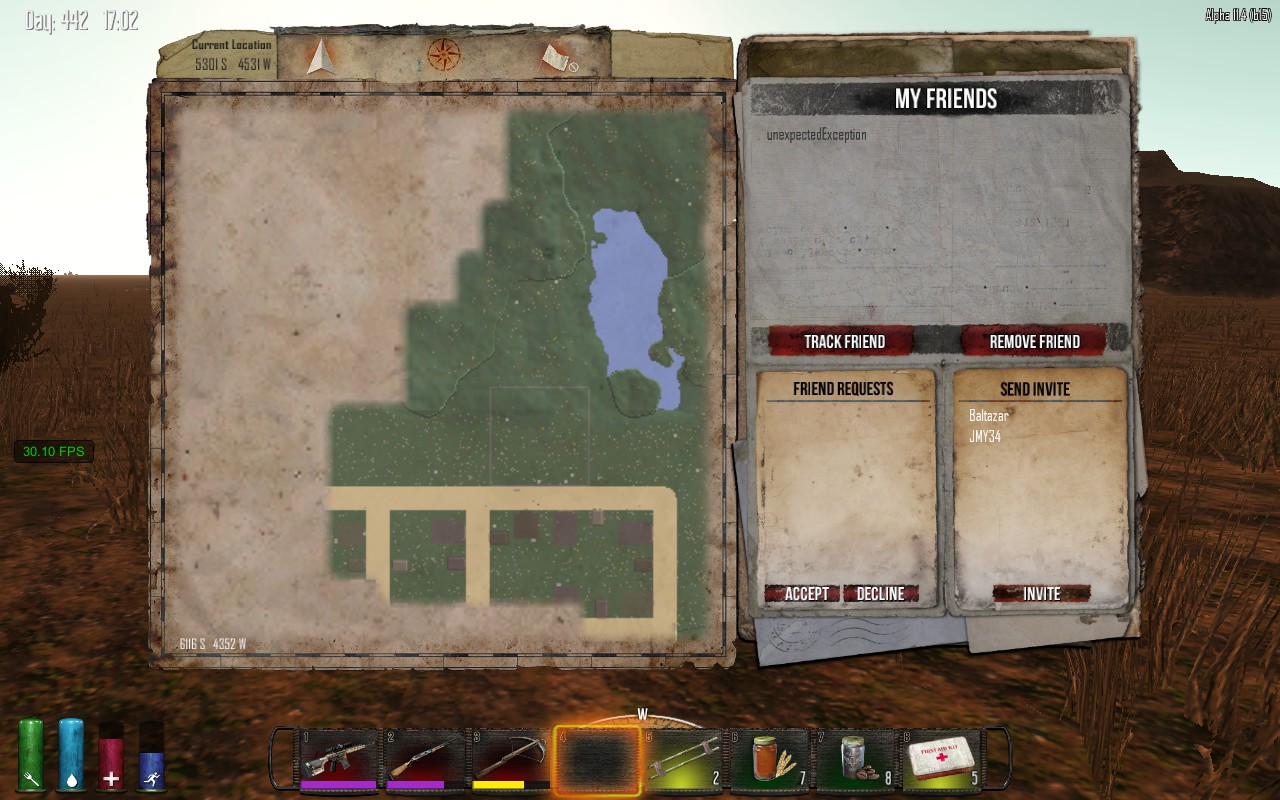 Day: 442 17:02
Alpha 11.4 (b15)
Current Location
5301 S 4531 W
MY FRIENDS
unexpectedException
TRACK FRIEND
REMOVE FRIEND
FRIEND REQUESTS
SEND INVITE
Baltazar
JMY34
30.10 FPS
ACCEPT
DECLINE
INVITE
6116 S 4352 W
W
1
2
3
4
5
6
7
8
FIRST AID KIT
2
7
8
5